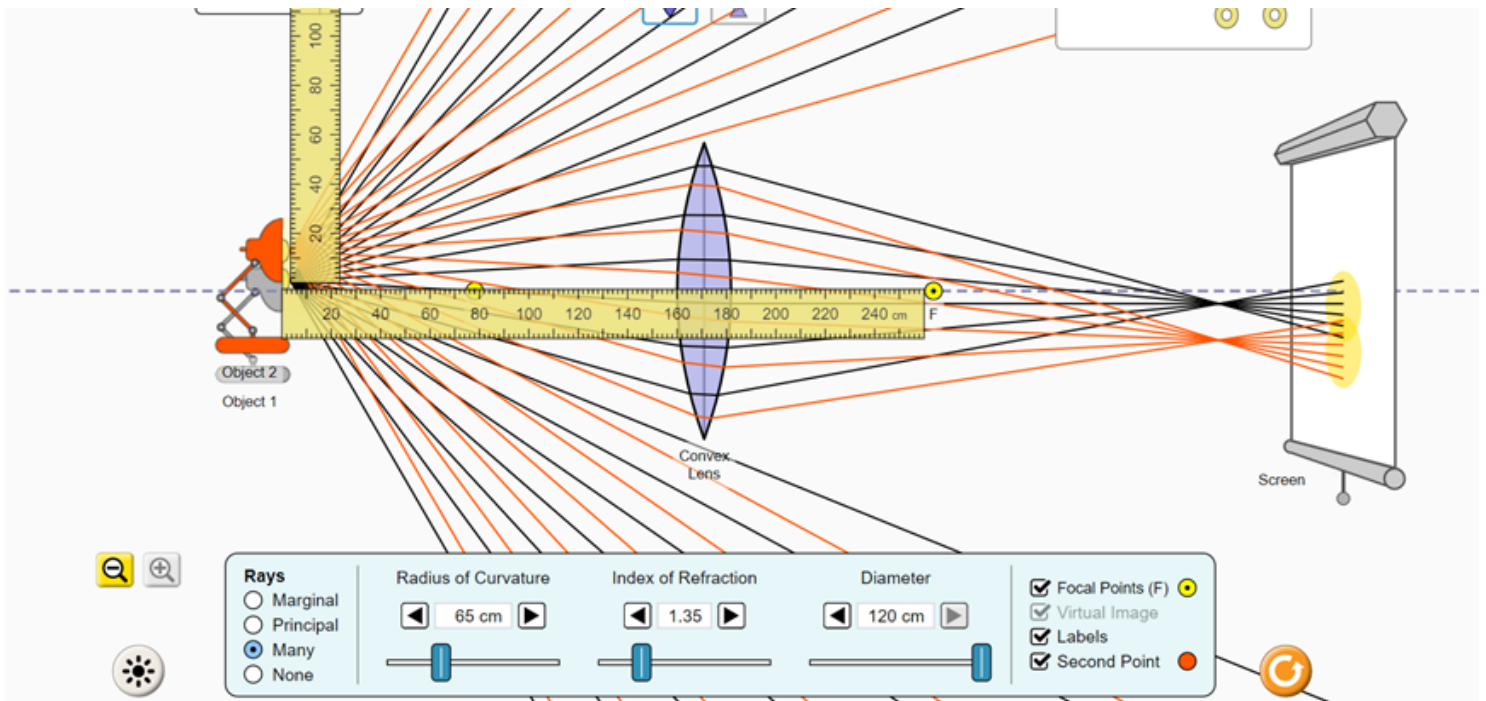 100
80
60
40
20
20 40 60 80 100 120 140 160 180 200 220 240 cm
F
Object 2
Object 1
Convex
Lens
Screen
Rays
Marginal
Principal
Many
None
Radius of Curvature
65 cm
Index of Refraction
1.35
Diameter
120 cm
Focal Points (F)
Virtual Image
Labels
Second Point